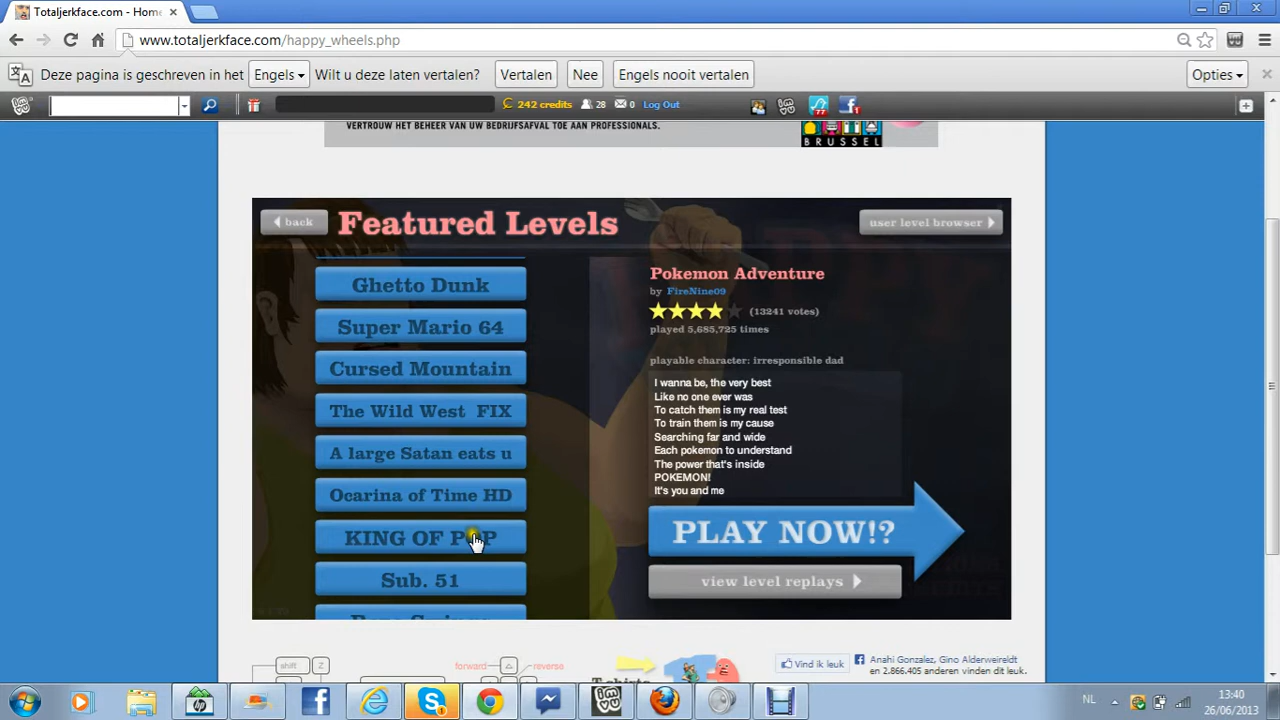 Totaljerkface.com - Hom
www.totaljerkface.com/happy_wheels.php
Deze pagina is geschreven in het Engels Wilt u deze laten vertalen? Vertalen Nee Engels nooit vertalen Opties
242 credits 28 0 Log Out
77 1
VERTROUW HET BEHEER VAN UW BEDRIJFSAFVAL TOE AAN PROFESSIONALS.
BRUSSEL
back Featured Levels user level browser
Ghetto Dunk
Super Mario 64
Cursed Mountain
The Wild West FIX
A large Satan eats u
Ocarina of Time HD
KING OF P P
Sub. 51
Pokemon Adventure
by FireNine09
(13241 votes)
played 5,685,725 times
playable character: irresponsible dad
I wanna be, the very best
Like no one ever was
To catch them is my real test
To train them is my cause
Searching far and wide
Each pokemon to understand
The power that's inside
POKEMON!
It's you and me
PLAY NOW!?
view level replays
shift Z
forward reverse
Vind ik leuk
Anahi Gonzalez, Gino Alderweireldt
en 2.866.405 anderen vinden dit leuk.
NL
13:40
26/06/2013